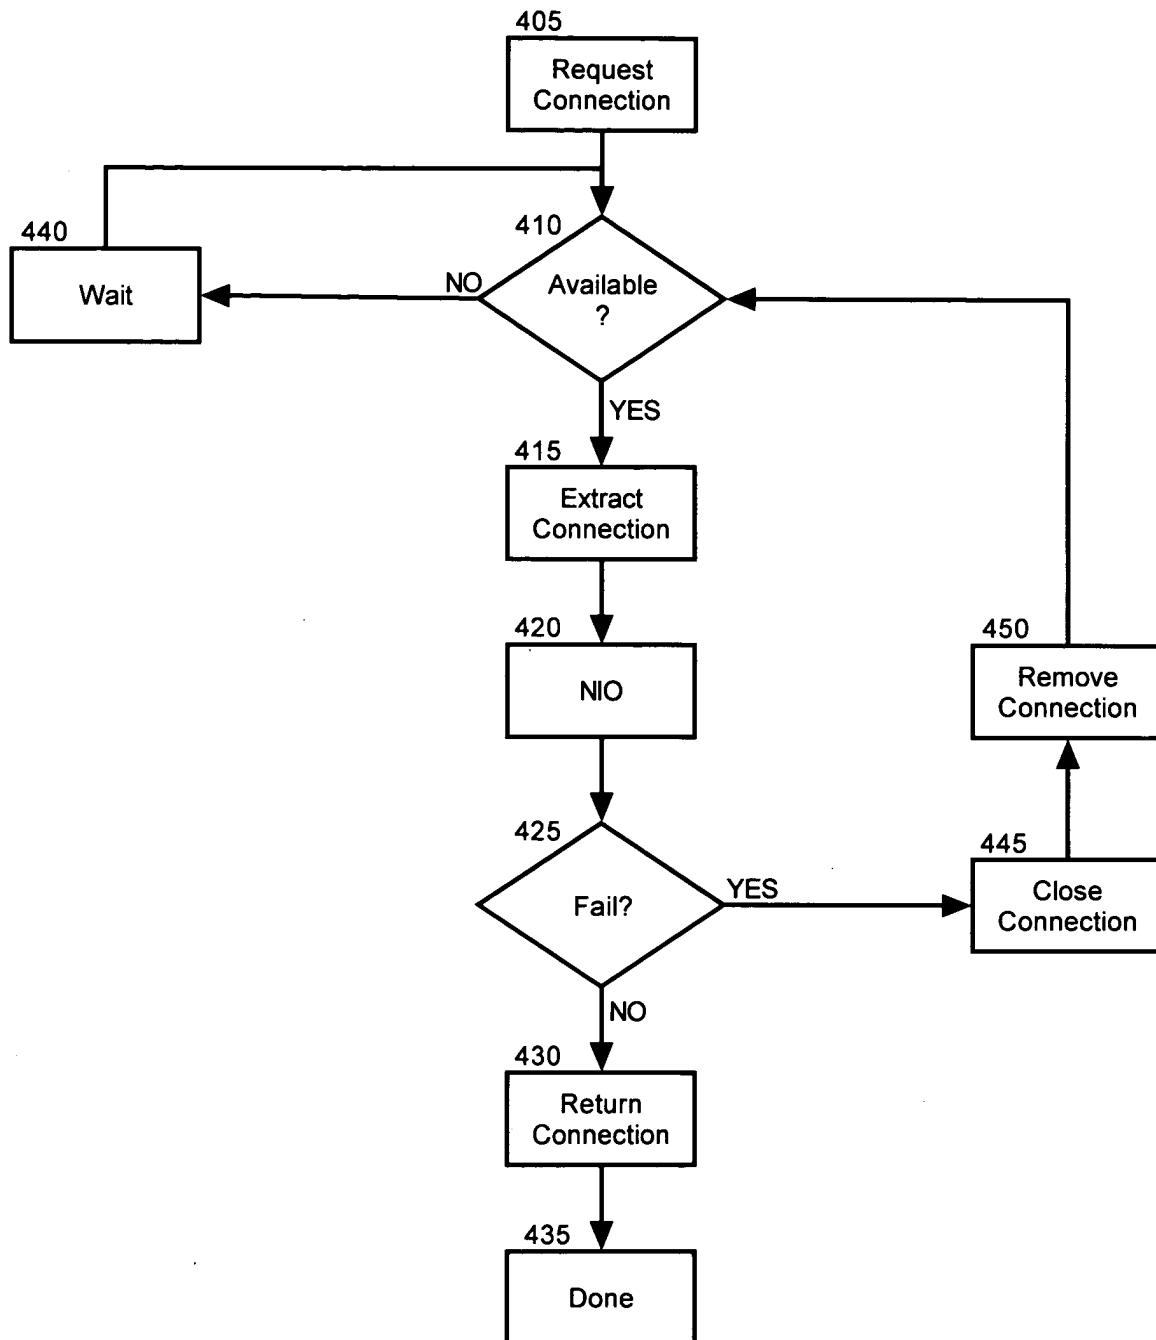 405
Request
Connection
440
Wait
410
NO
Available
?
YES
415
Extract
Connection
420
NIO
450
Remove
Connection
425
Fail?
YES
445
Close
Connection
NO
430
Return
Connection
435
Done